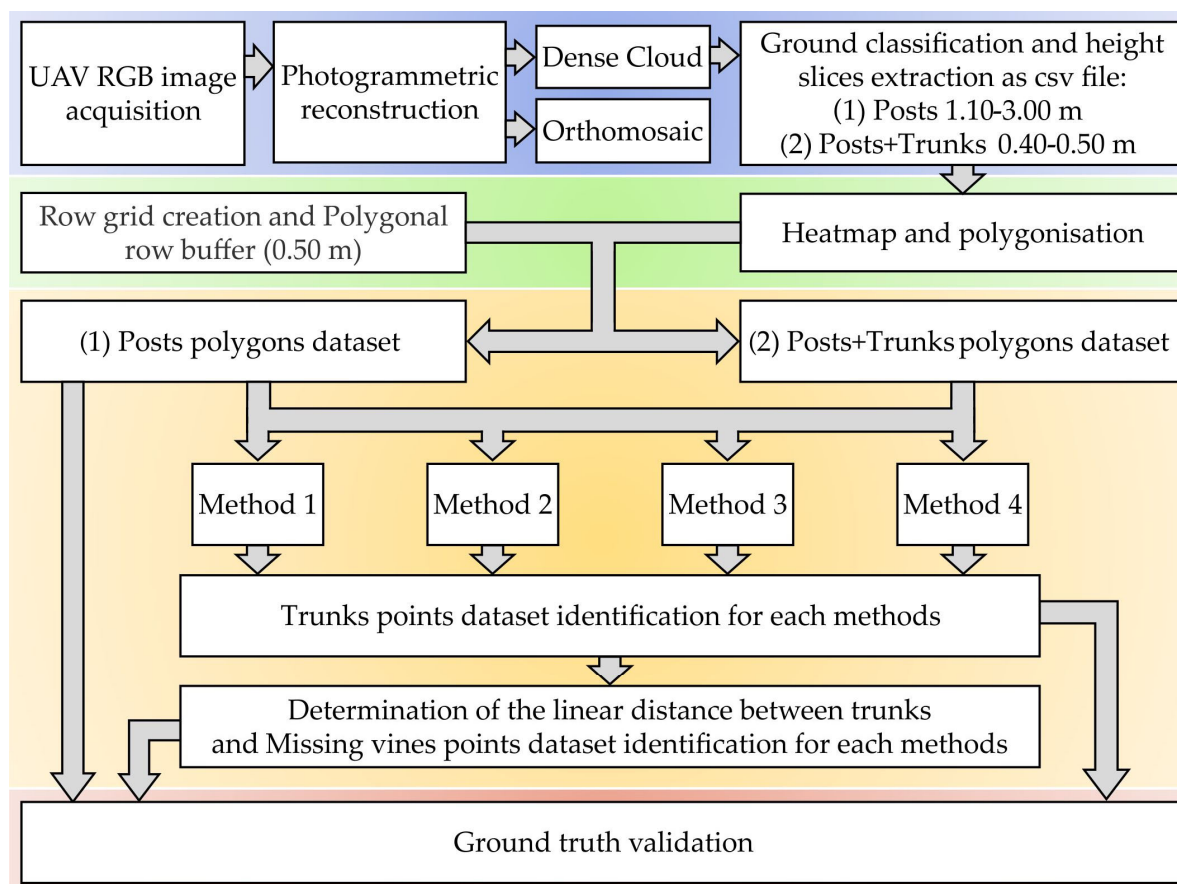 UAV RGB image
acquisition
Photogrammetric
reconstruction
Dense Cloud
Orthomosaic
Ground classification and height
slices extraction as csv file:
(1) Posts 1.10-3.00 m
(2) Posts+Trunks 0.40-0.50 m
Row grid creation and Polygonal
row buffer (0.50 m)
Heatmap and polygonisation
(1) Posts polygons dataset
(2) Posts+Trunks polygons dataset
Method 1
Method 2
Method 3
Method 4
Trunks points dataset identification for each methods
Determination of the linear distance between trunks
and Missing vines points dataset identification for each methods
Ground truth validation